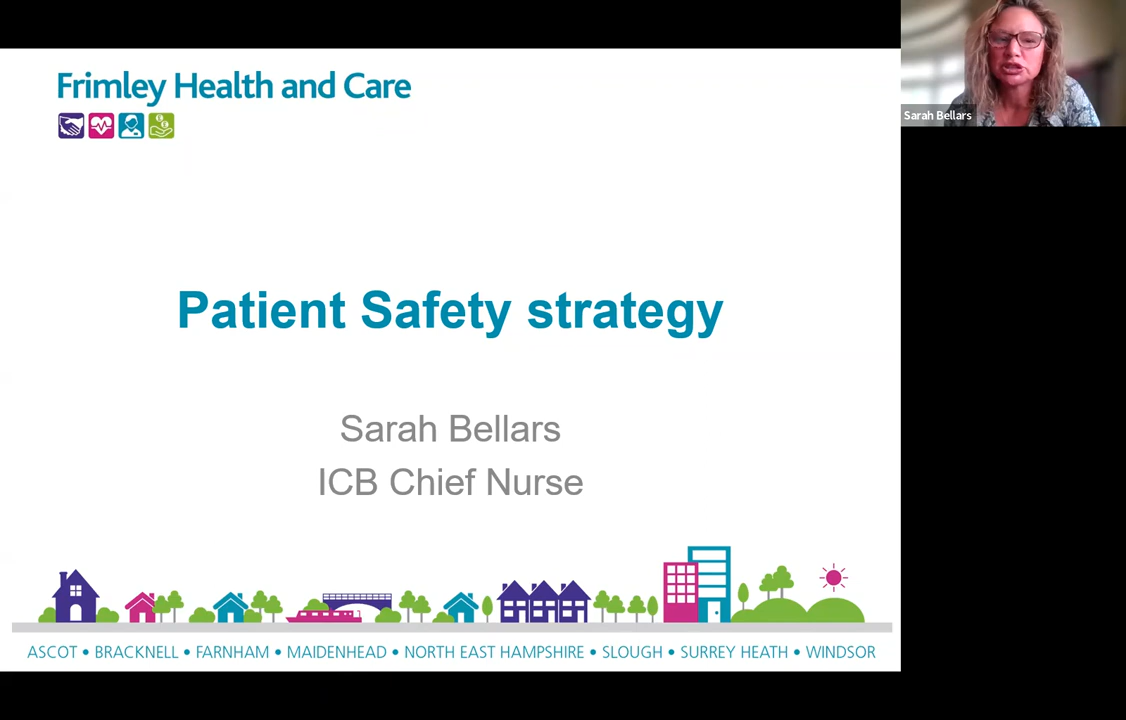 Frimley Health and Care
Sarah Bellars
Patient Safety strategy
Sarah Bellars
ICB Chief Nurse
ASCOT • BRACKNELL • FARNHAM • MAIDENHEAD • NORTH EAST HAMPSHIRE • SLOUGH • SURREY HEATH • WINDSOR